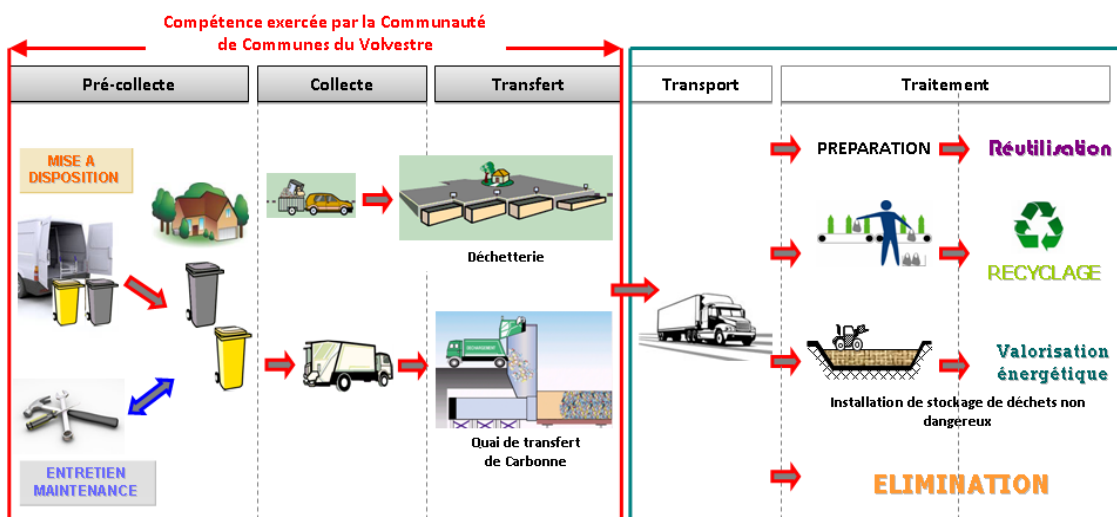 Compétence exercée par la Communauté
de Communes du Volvestre
Pré-collecte
Collecte
Transfert
Transport
Traitement
MISE A
DISPOSITION
PREPARATION
Réutilisation
Déchetterie
RECYCLAGE
Valorisation
énergétique
Installation de stockage de déchets non
dangereux
Quai de transfert
de Carbonne
ENTRETIEN
MAINTENANCE
ELIMINATION